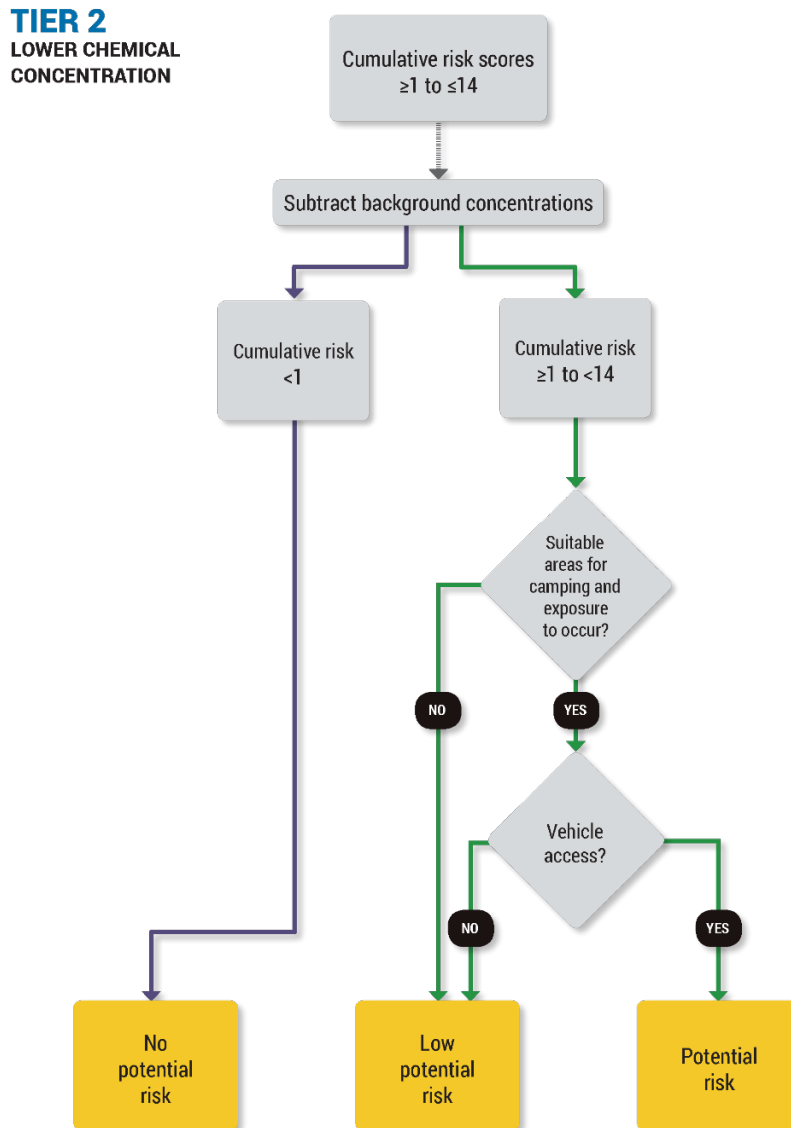 TIER 2
LOWER CHEMICAL
CONCENTRATION
Cumulative risk scores
≥1 to ≤14
Subtract background concentrations
Cumulative risk
<1
Cumulative risk
≥1 to <14
Suitable
areas for
camping and
exposure
to occur?
NO
YES
Vehicle
access?
NO
YES
No
potential
risk
Low
potential
risk
Potential
risk